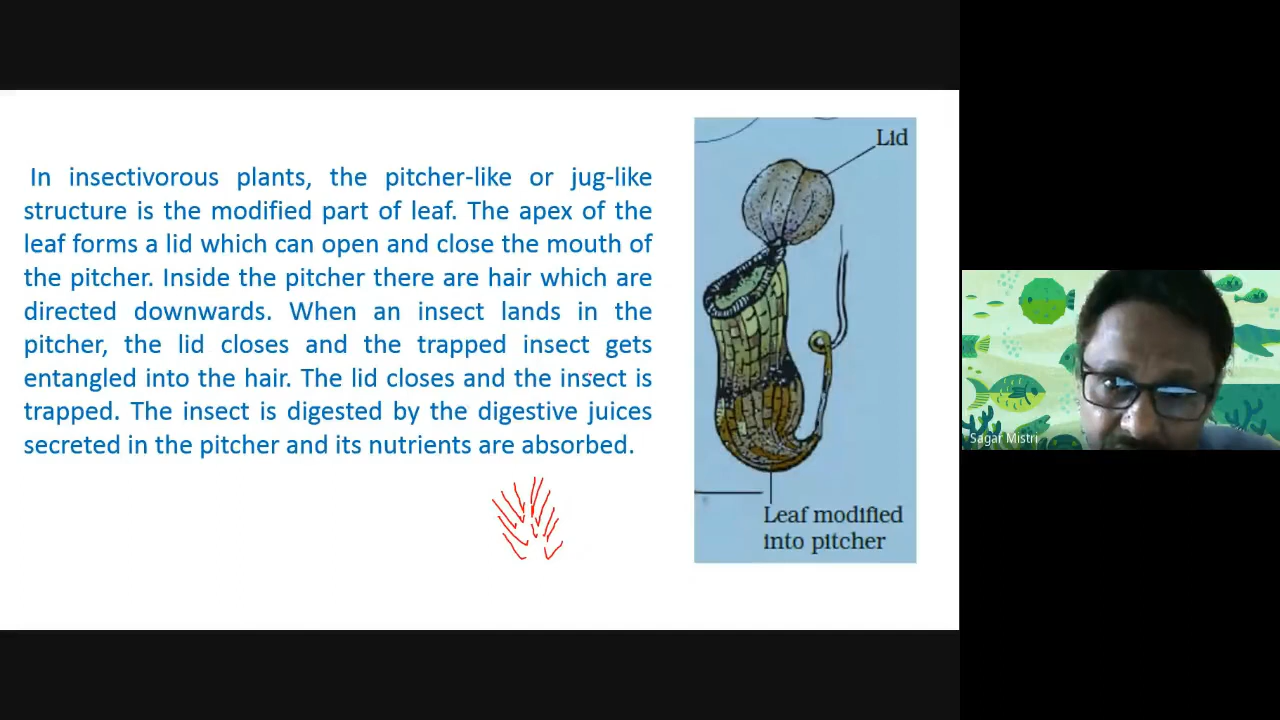 In insectivorous plants, the pitcher-like or jug-like
structure is the modified part of leaf. The apex of the
leaf forms a lid which can open and close the mouth of
the pitcher. Inside the pitcher there are hair which are
directed downwards. When an insect lands in the
pitcher, the lid closes and the trapped insect gets
entangled into the hair. The lid closes and the insect is
trapped. The insect is digested by the digestive juices
secreted in the pitcher and its nutrients are absorbed.
Lid
Leaf modified
into pitcher
Sagar Mistri